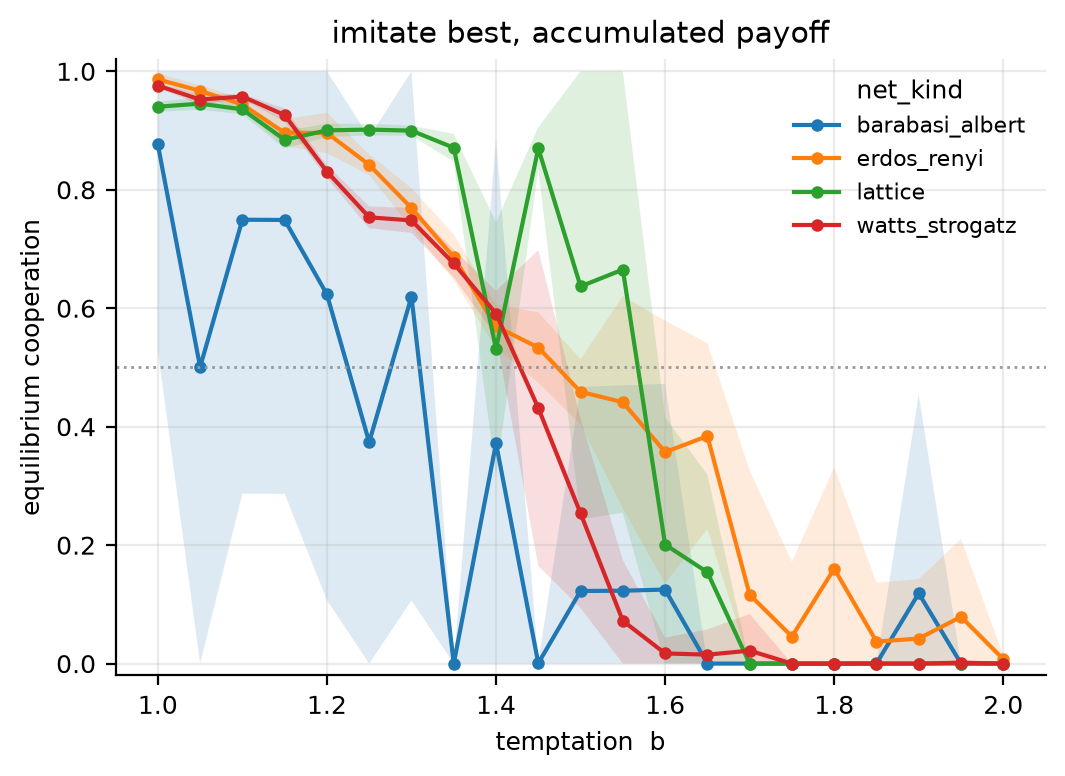 imitate best, accumulated payoff
equilibrium cooperation
1.0
0.8
0.6
0.4
0.2
0.0
net_kind
barabasi_albert
erdos_renyi
lattice
watts_strogatz
1.0 1.2 1.4 1.6 1.8 2.0
temptation b